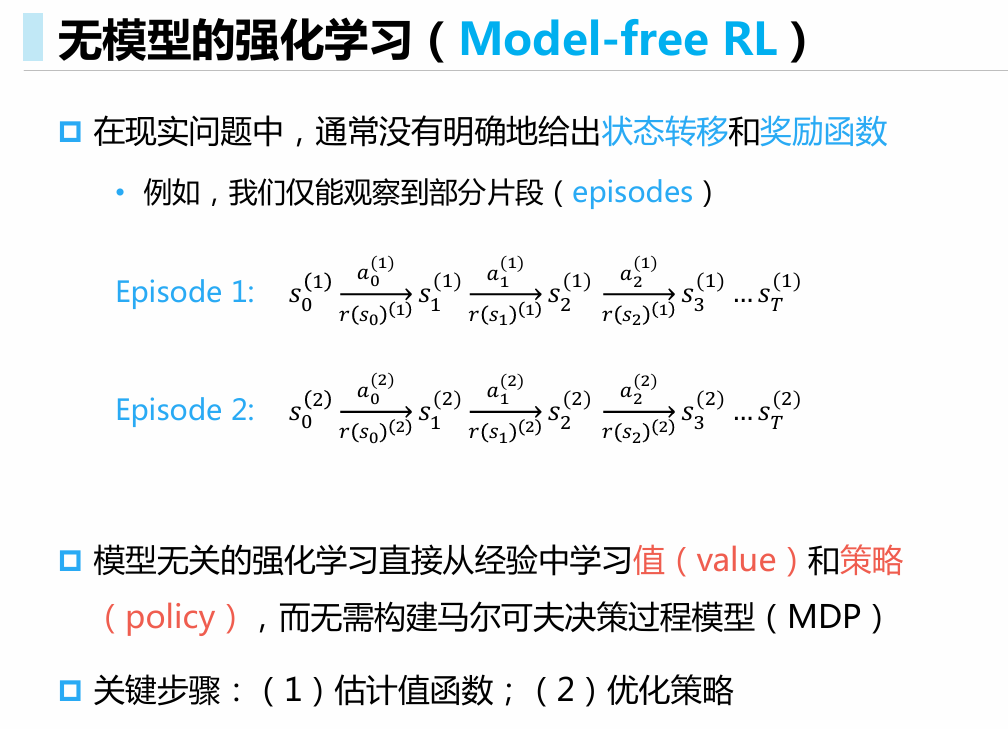 无模型的强化学习（Model-free RL）
在现实问题中，通常没有明确地给出状态转移和奖励函数
• 例如，我们仅能观察到部分片段（episodes）
Episode 1: $s_0^{(1)} \xrightarrow[r(s_0)^{(1)}]{a_0^{(1)}} s_1^{(1)} \xrightarrow[r(s_1)^{(1)}]{a_1^{(1)}} s_2^{(1)} \xrightarrow[r(s_2)^{(1)}]{a_2^{(1)}} s_3^{(1)} \ldots s_T^{(1)}$
Episode 2: $s_0^{(2)} \xrightarrow[r(s_0)^{(2)}]{a_0^{(2)}} s_1^{(2)} \xrightarrow[r(s_1)^{(2)}]{a_1^{(2)}} s_2^{(2)} \xrightarrow[r(s_2)^{(2)}]{a_2^{(2)}} s_3^{(2)} \ldots s_T^{(2)}$
模型无关的强化学习直接从经验中学习值（value）和策略
（policy），而无需构建马尔可夫决策过程模型（MDP）
关键步骤：（1）估计值函数；（2）优化策略